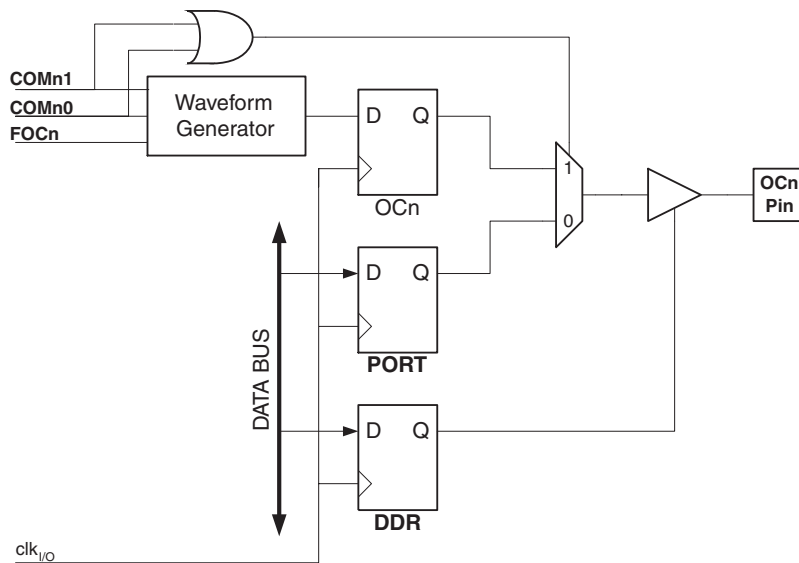 COMn1
COMn0
FOCn
Waveform
Generator
D Q
OCn
1
0
OCn
Pin
D Q
PORT
DATA BUS
D Q
DDR
clkI/O